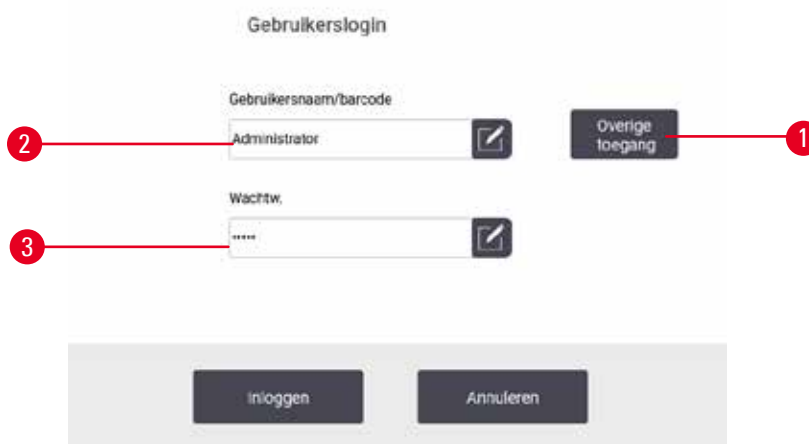 Gebruikerslogin
Gebruikersnaam/barcode
2
Administrator
Overige
toegang
1
Wachtw.
3
•••••
Inloggen
Annuleren